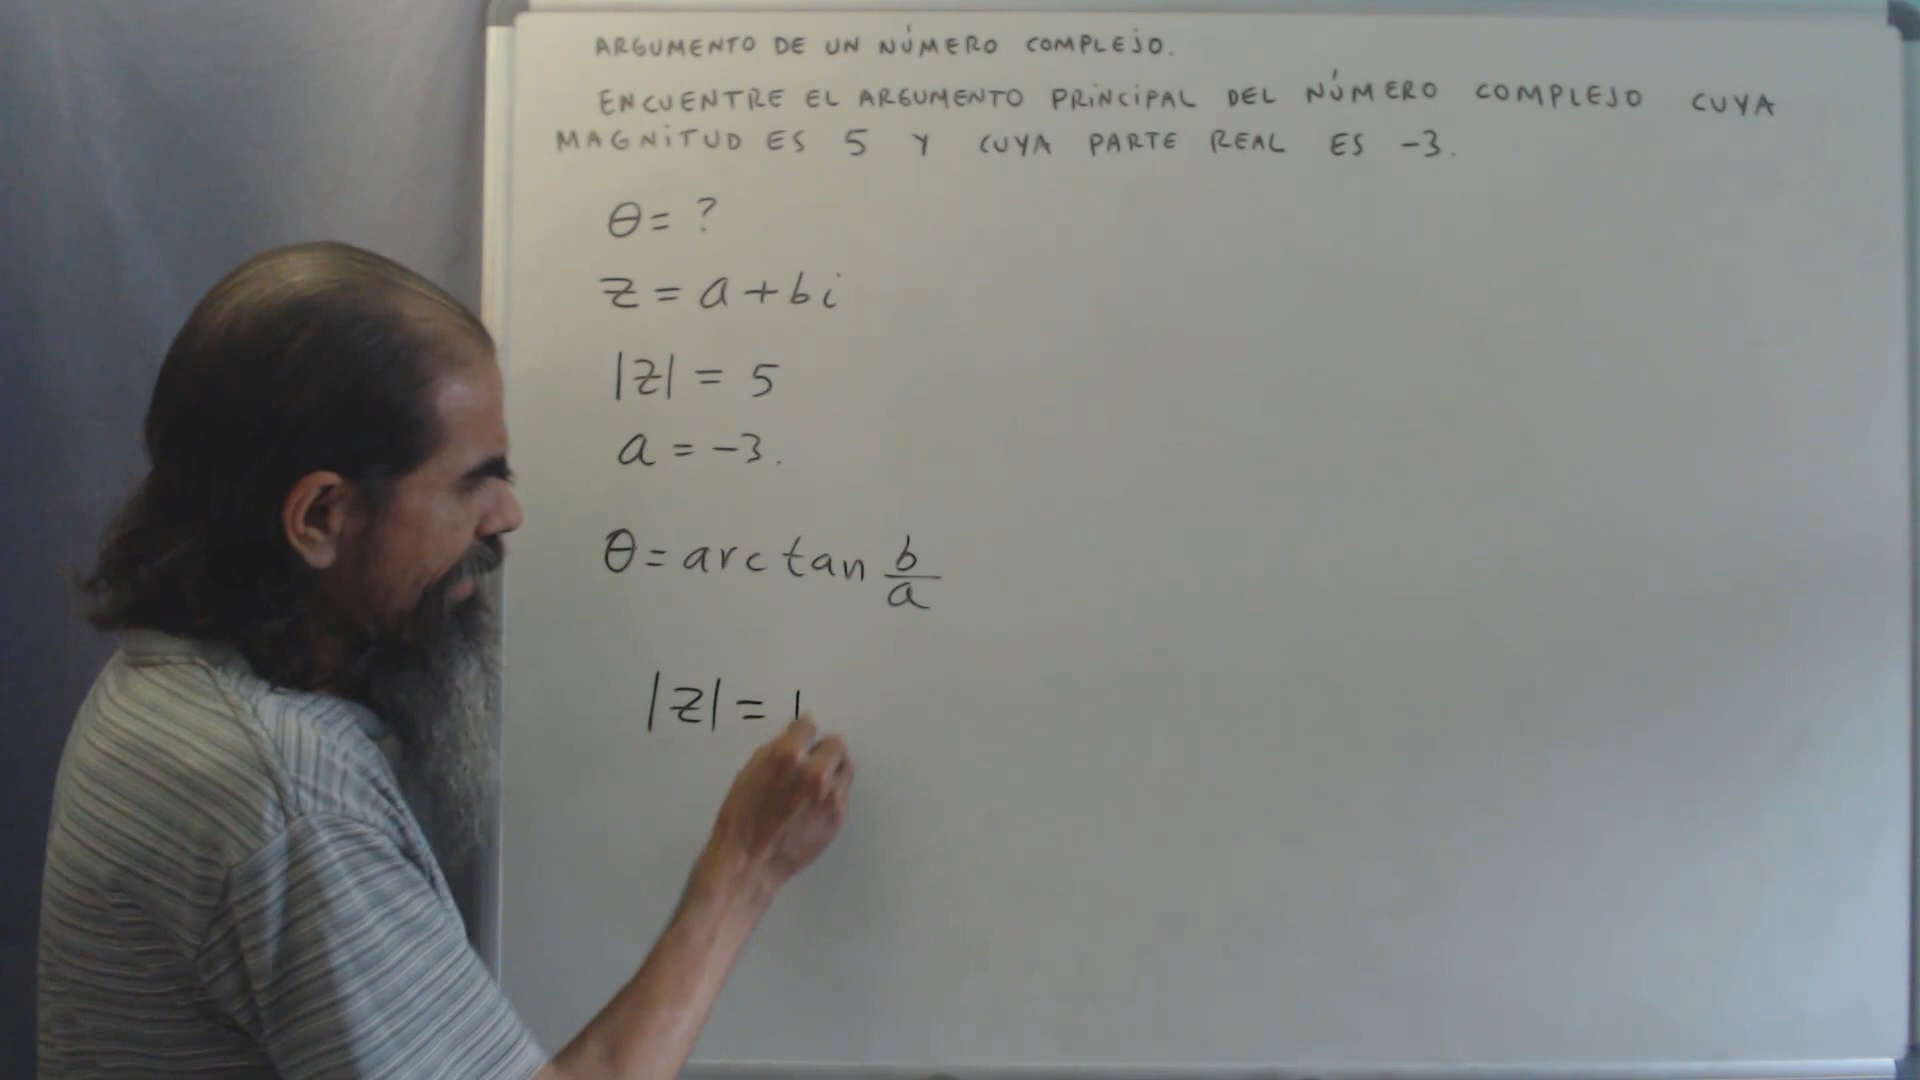 ARGUMENTO DE UN NÚMERO COMPLEJO.
ENCUENTRE EL ARGUMENTO PRINCIPAL DEL NÚMERO COMPLEJO CUYA
MAGNITUD ES 5 Y CUYA PARTE REAL ES -3.
θ = ?
z = a + bi
|z| = 5
a = -3.
θ = arctan b/a
|z| =